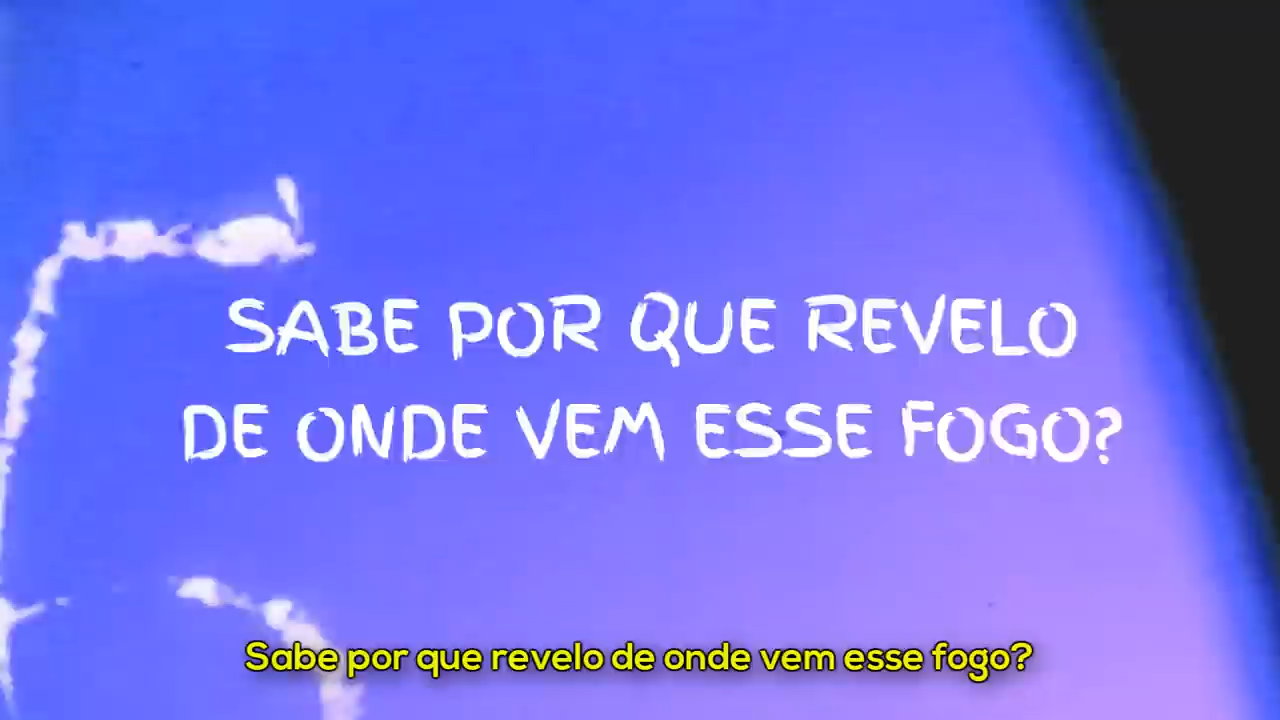 SABE POR QUE REVELO
DE ONDE VEM ESSE FOGO?
Sabe por que revelo de onde vem esse fogo?